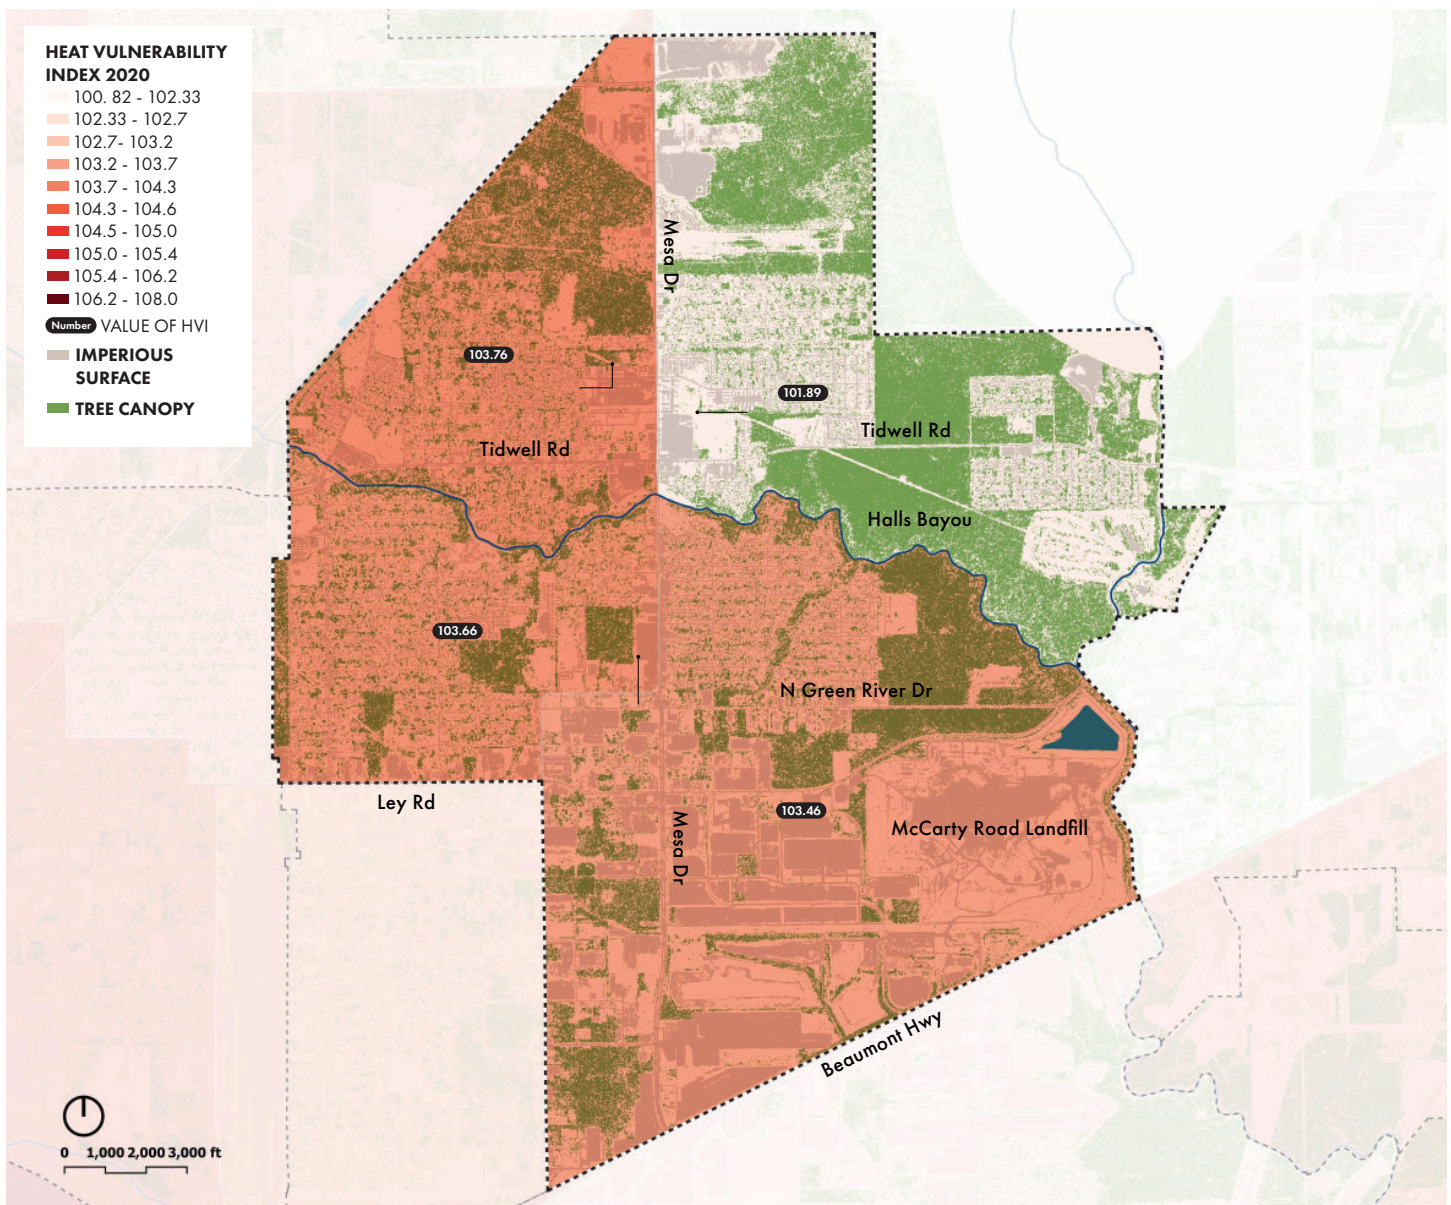 HEAT VULNERABILITY
INDEX 2020
100. 82 - 102.33
102.33 - 102.7
102.7- 103.2
103.2 - 103.7
103.7 - 104.3
104.3 - 104.6
104.5 - 105.0
105.0 - 105.4
105.4 - 106.2
106.2 - 108.0
Number VALUE OF HVI
IMPERIOUS
SURFACE
TREE CANOPY
Mesa Dr
103.76
101.89
Tidwell Rd
Tidwell Rd
Halls Bayou
103.66
N Green River Dr
Ley Rd
103.46
Mesa Dr
McCarty Road Landfill
Beaumont Hwy
0 1,000 2,000 3,000 ft